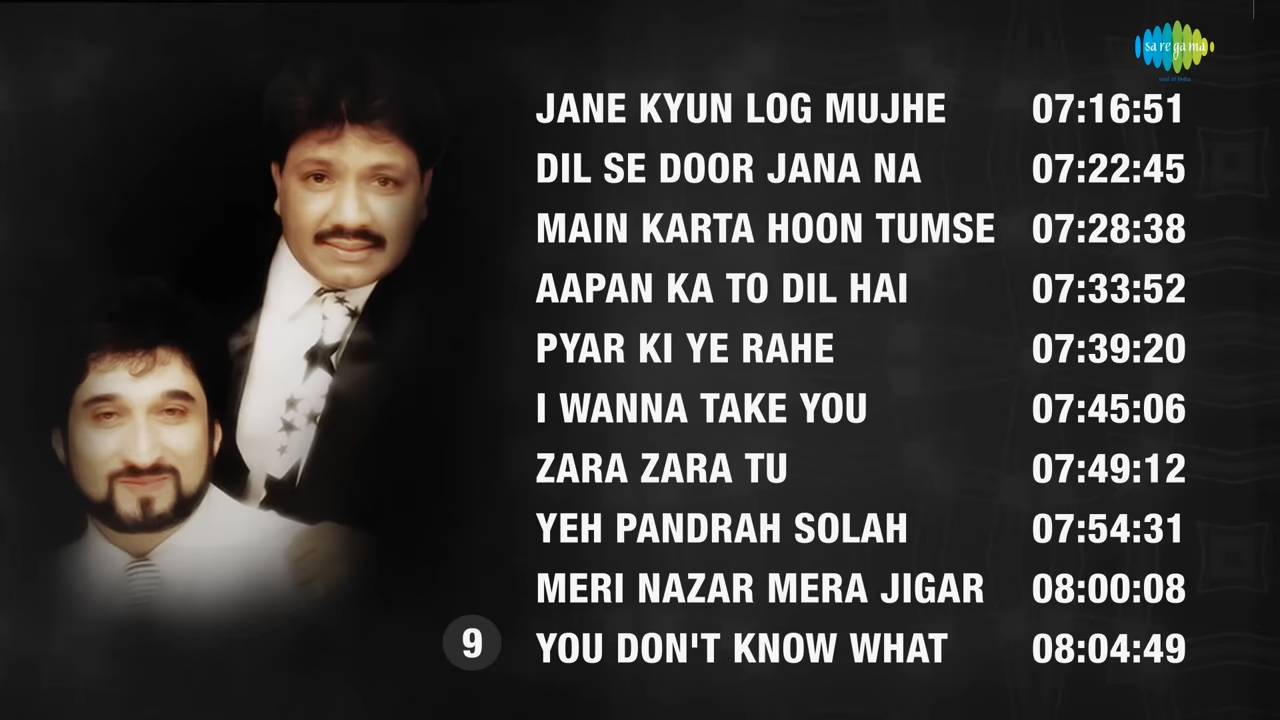 sa re ga ma
soul of India
JANE KYUN LOG MUJHE 07:16:51
DIL SE DOOR JANA NA 07:22:45
MAIN KARTA HOON TUMSE 07:28:38
AAPAN KA TO DIL HAI 07:33:52
PYAR KI YE RAHE 07:39:20
I WANNA TAKE YOU 07:45:06
ZARA ZARA TU 07:49:12
YEH PANDRAH SOLAH 07:54:31
MERI NAZAR MERA JIGAR 08:00:08
9 YOU DON'T KNOW WHAT 08:04:49